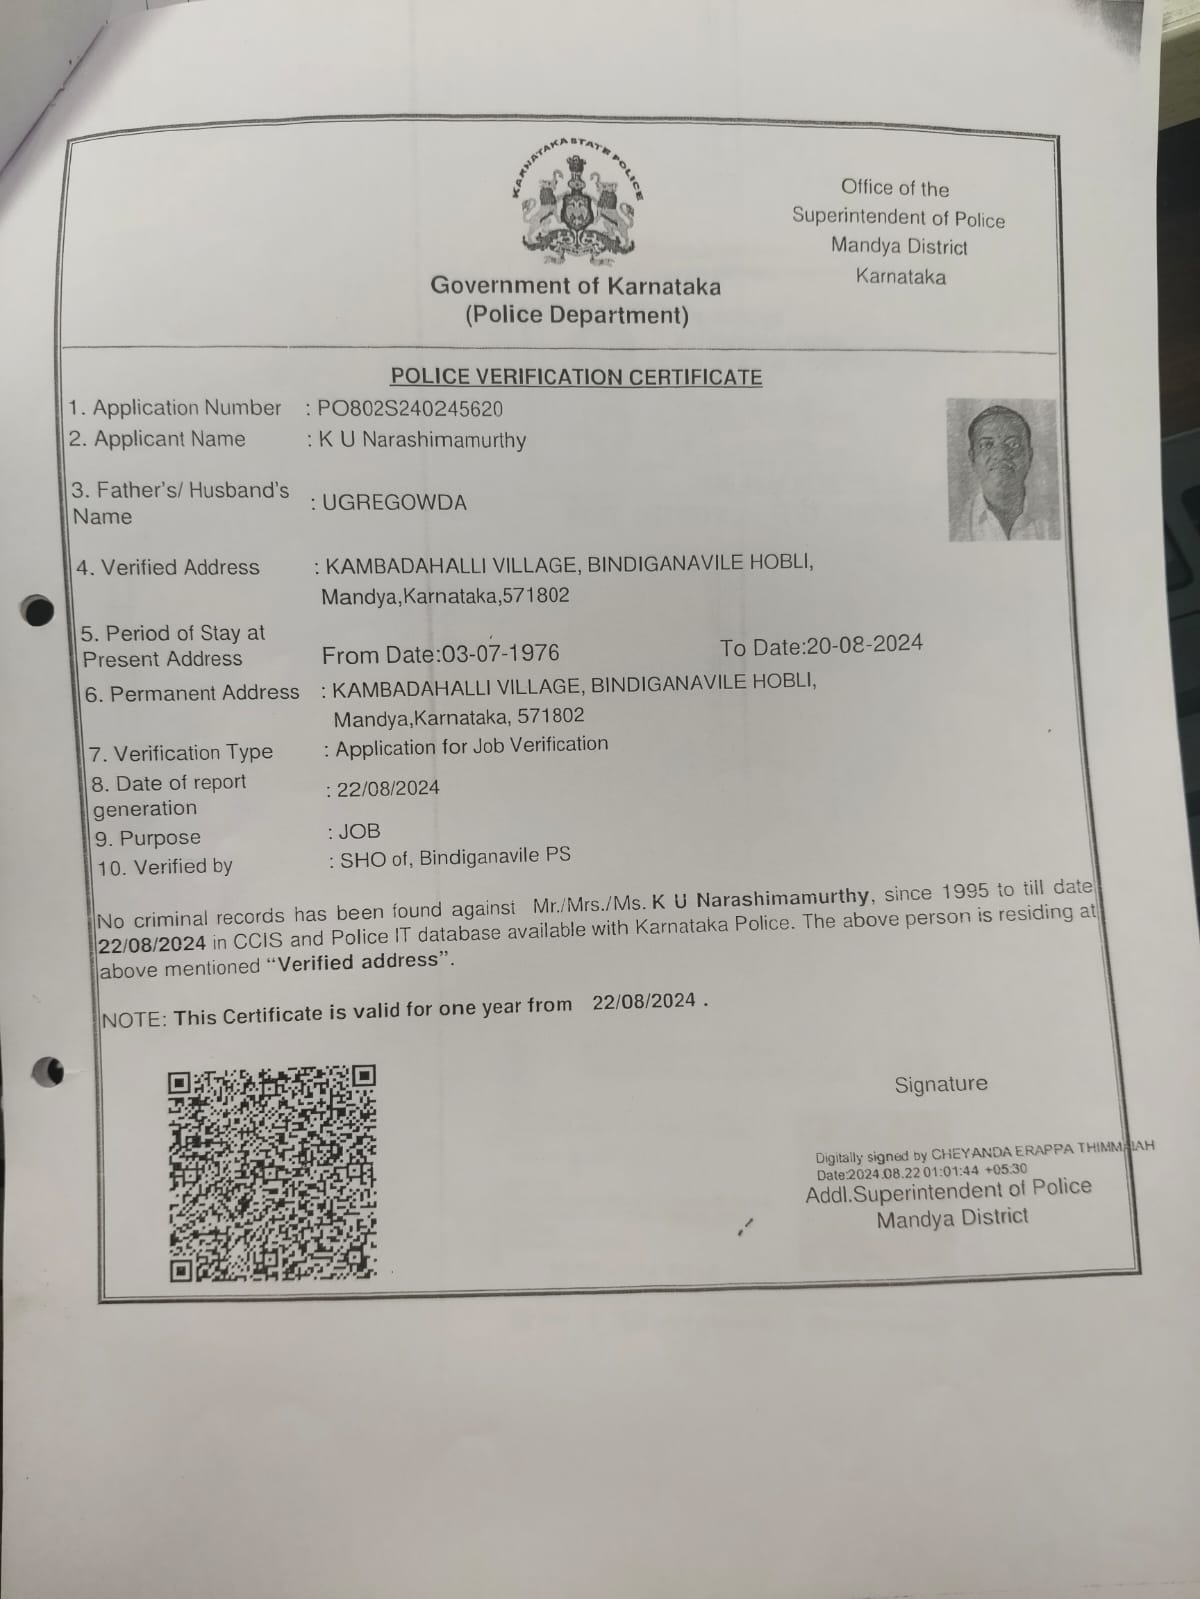 KARNATAKA STATE POLICE
Office of the
Superintendent of Police
Mandya District
Karnataka
Government of Karnataka
(Police Department)
POLICE VERIFICATION CERTIFICATE
1. Application Number : PO802S240245620
2. Applicant Name : K U Narashimamurthy
3. Father's/ Husband's
Name : UGREGOWDA
4. Verified Address : KAMBADAHALLI VILLAGE, BINDIGANAVILE HOBLI,
Mandya,Karnataka,571802
5. Period of Stay at
Present Address From Date:03-07-1976 To Date:20-08-2024
6. Permanent Address : KAMBADAHALLI VILLAGE, BINDIGANAVILE HOBLI,
Mandya,Karnataka, 571802
7. Verification Type : Application for Job Verification
8. Date of report
generation : 22/08/2024
9. Purpose : JOB
10. Verified by : SHO of, Bindiganavile PS
No criminal records has been found against Mr./Mrs./Ms. K U Narashimamurthy, since 1995 to till date
22/08/2024 in CCIS and Police IT database available with Karnataka Police. The above person is residing at
above mentioned “Verified address”.
NOTE: This Certificate is valid for one year from 22/08/2024 .
Signature
Digitally signed by CHEYANDA ERAPPA THIMMAIAH
Date:2024.08.22 01:01:44 +05:30
Addl.Superintendent of Police
Mandya District